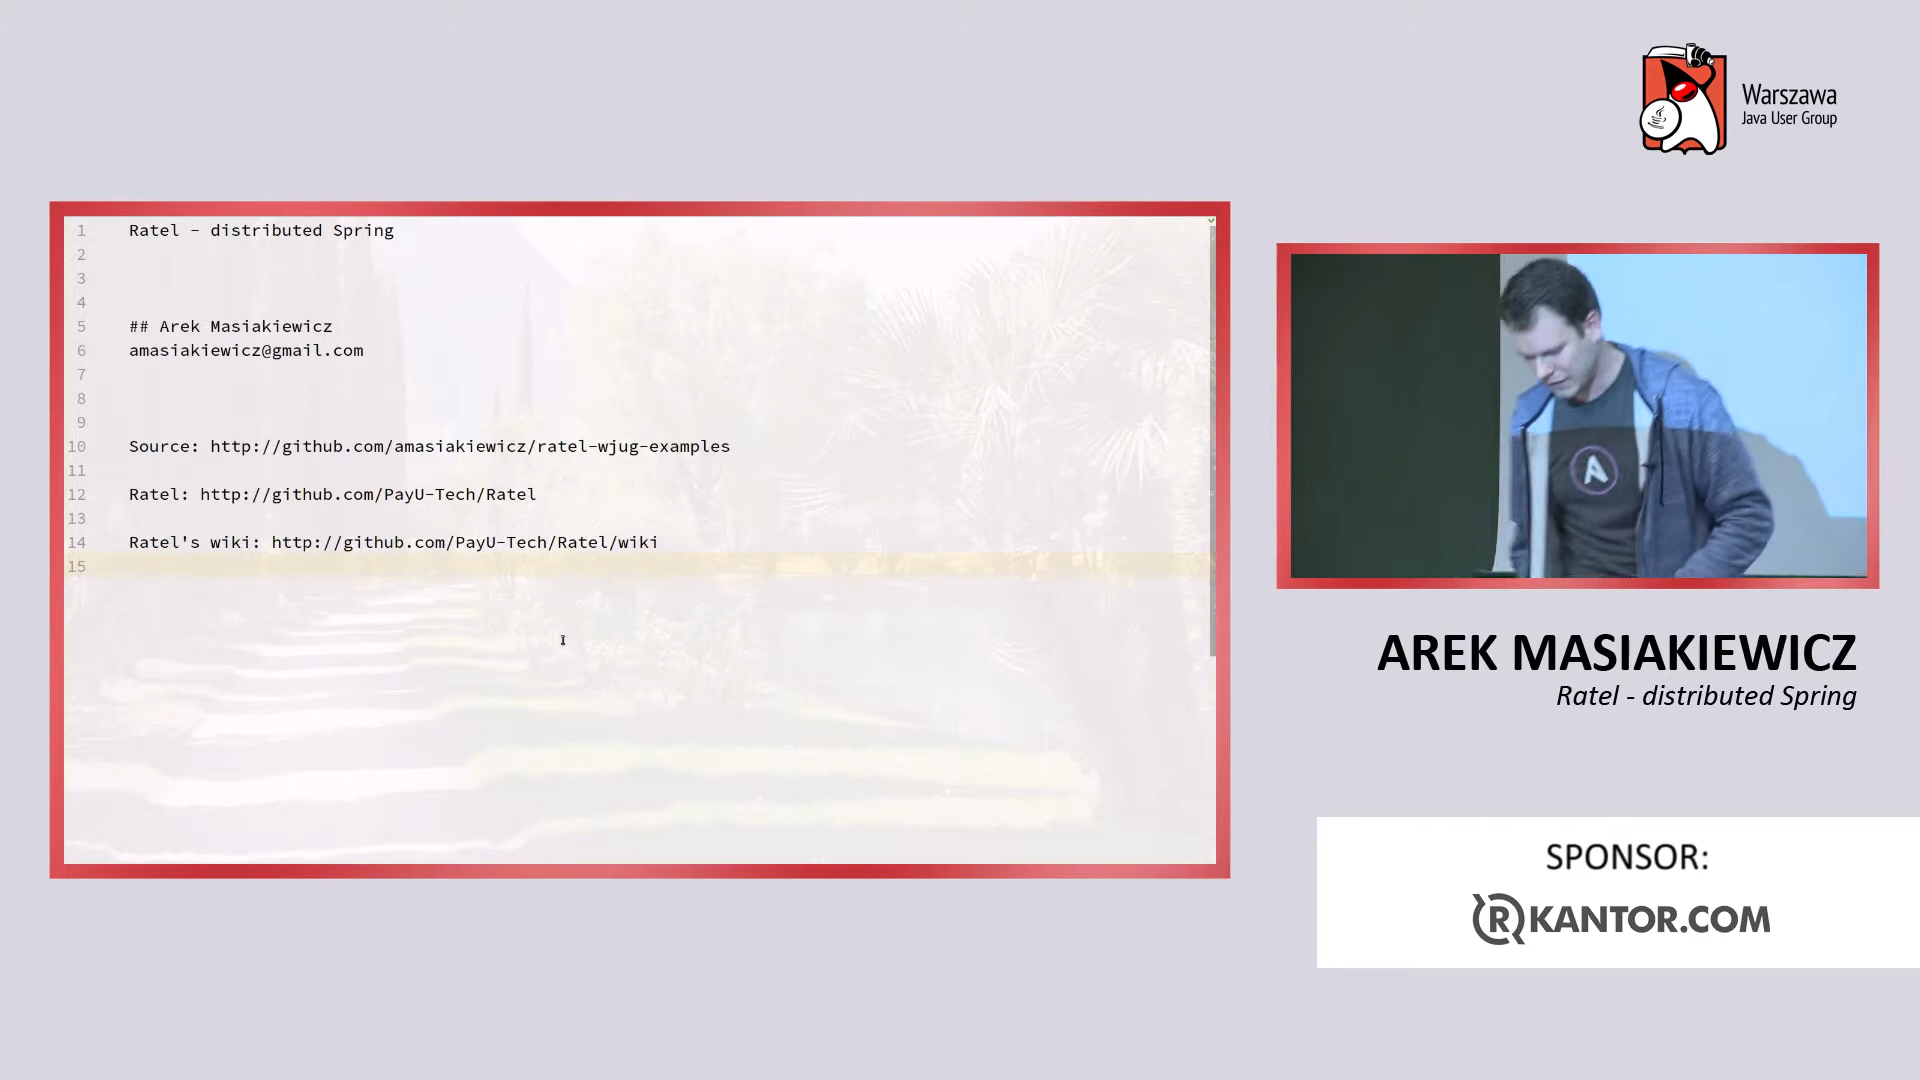 Warszawa
Java User Group
1 Ratel - distributed Spring
2
3
4
5 ## Arek Masiakiewicz
6 amasiakiewicz@gmail.com
7
8
9
10 Source: http://github.com/amasiakiewicz/ratel-wjug-examples
11
12 Ratel: http://github.com/PayU-Tech/Ratel
13
14 Ratel's wiki: http://github.com/PayU-Tech/Ratel/wiki
15
A
AREK MASIAKIEWICZ
Ratel - distributed Spring
SPONSOR:
RKANTOR.COM